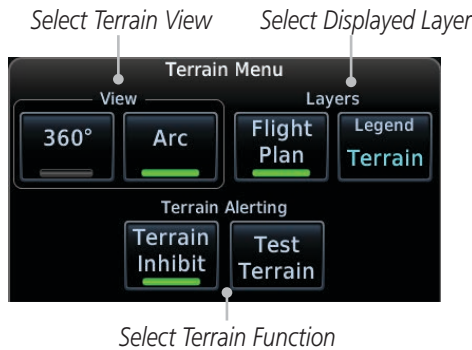 Select Terrain View
Select Displayed Layer
Terrain Menu
View
Layers
360°
Arc
Flight
Plan
Legend
Terrain
Terrain Alerting
Terrain
Inhibit
Test
Terrain
Select Terrain Function